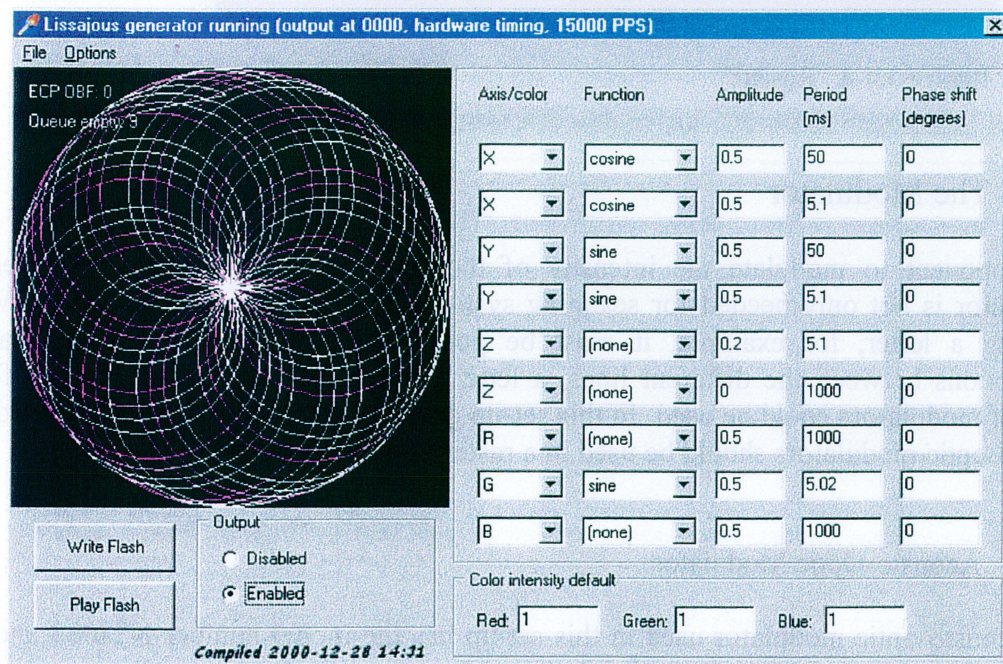 Lissajous generator running (output at 0000, hardware timing, 15000 PPS)
File Options
ECP OBF: 0
Queue empty: 9
Axis/color Function Amplitude Period [ms] Phase shift [degrees]
X cosine 0.5 50 0
X cosine 0.5 5.1 0
Y sine 0.5 50 0
Y sine 0.5 5.1 0
Z (none) 0.2 5.1 0
Z (none) 0 1000 0
R (none) 0.5 1000 0
G sine 0.5 5.02 0
B (none) 0.5 1000 0
Write Flash
Play Flash
Output
Disabled
Enabled
Compiled 2000-12-28 14:31
Color intensity default
Red: 1 Green: 1 Blue: 1